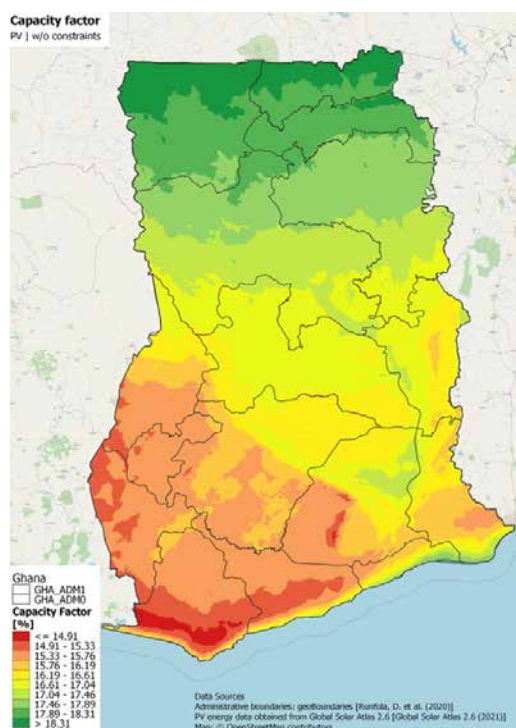 Capacity factor
PV | w/o constraints
Ghana
GHA_ADM1
GHA_ADM0
Capacity Factor
[%]
<= 14.91
14.91 - 15.33
15.33 - 15.76
15.76 - 16.19
16.19 - 16.61
16.61 - 17.04
17.04 - 17.46
17.46 - 17.89
17.89 - 18.31
> 18.31
Data Sources
Administrative boundaries: geoBoundaries [Runfola, D. et al. (2020)]
PV energy data obtained from Global Solar Atlas 2.6 [Global Solar Atlas 2.6 (2021)]
Map: © OpenStreetMap contributors